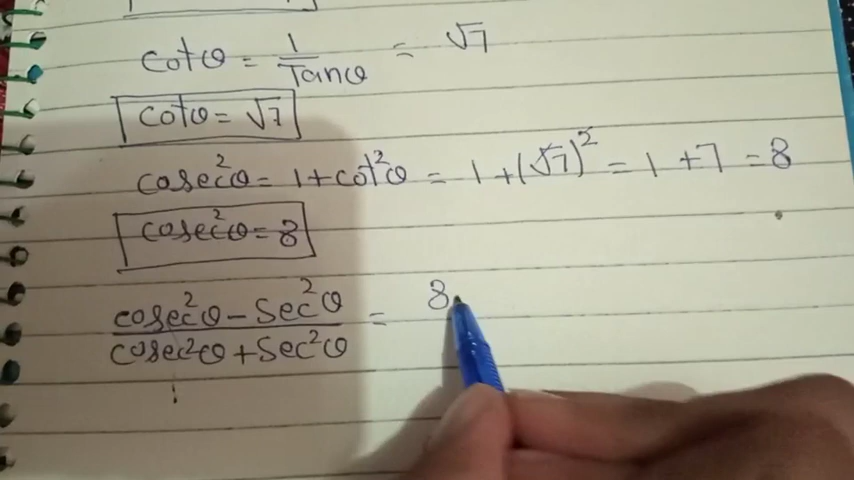 cotθ = 1/Tanθ = √7
cotθ = √7
cosec²θ = 1+cot²θ = 1+(√7)² = 1+7 = 8
cosec²θ = 8
cosec²θ - Sec²θ / cosec²θ + Sec²θ = 8